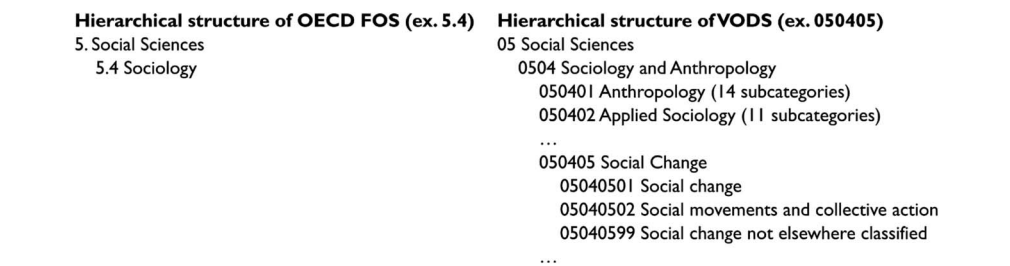 Hierarchical structure of OECD FOS (ex. 5.4)
5. Social Sciences
5.4 Sociology
Hierarchical structure of VODS (ex. 050405)
05 Social Sciences
0504 Sociology and Anthropology
050401 Anthropology (14 subcategories)
050402 Applied Sociology (11 subcategories)
...
050405 Social Change
05040501 Social change
05040502 Social movements and collective action
05040599 Social change not elsewhere classified
...